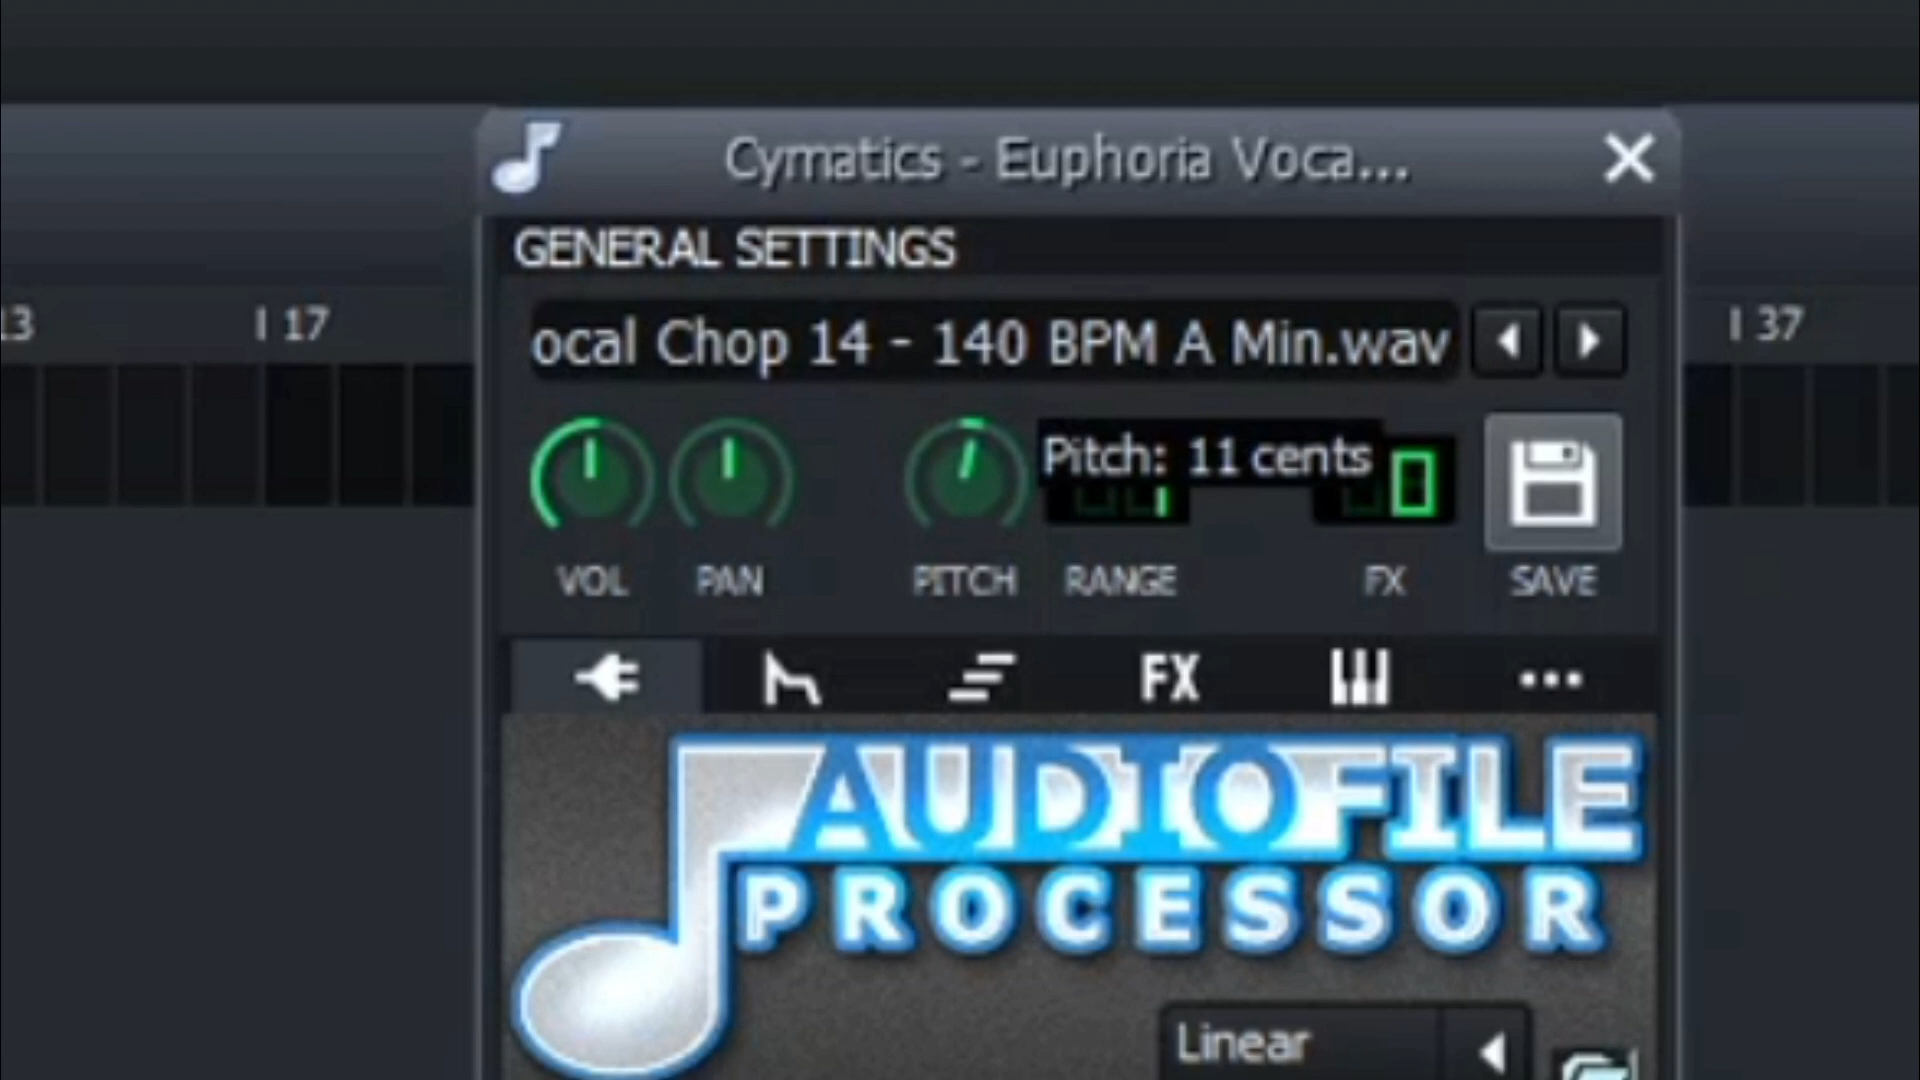 Cymatics - Euphoria Voca...
GENERAL SETTINGS
13
17
37
ocal Chop 14 - 140 BPM A Min.wav
Pitch: 11 cents
0
VOL PAN PITCH RANGE FX SAVE
FX
AUDIOFILE
PROCESSOR
Linear